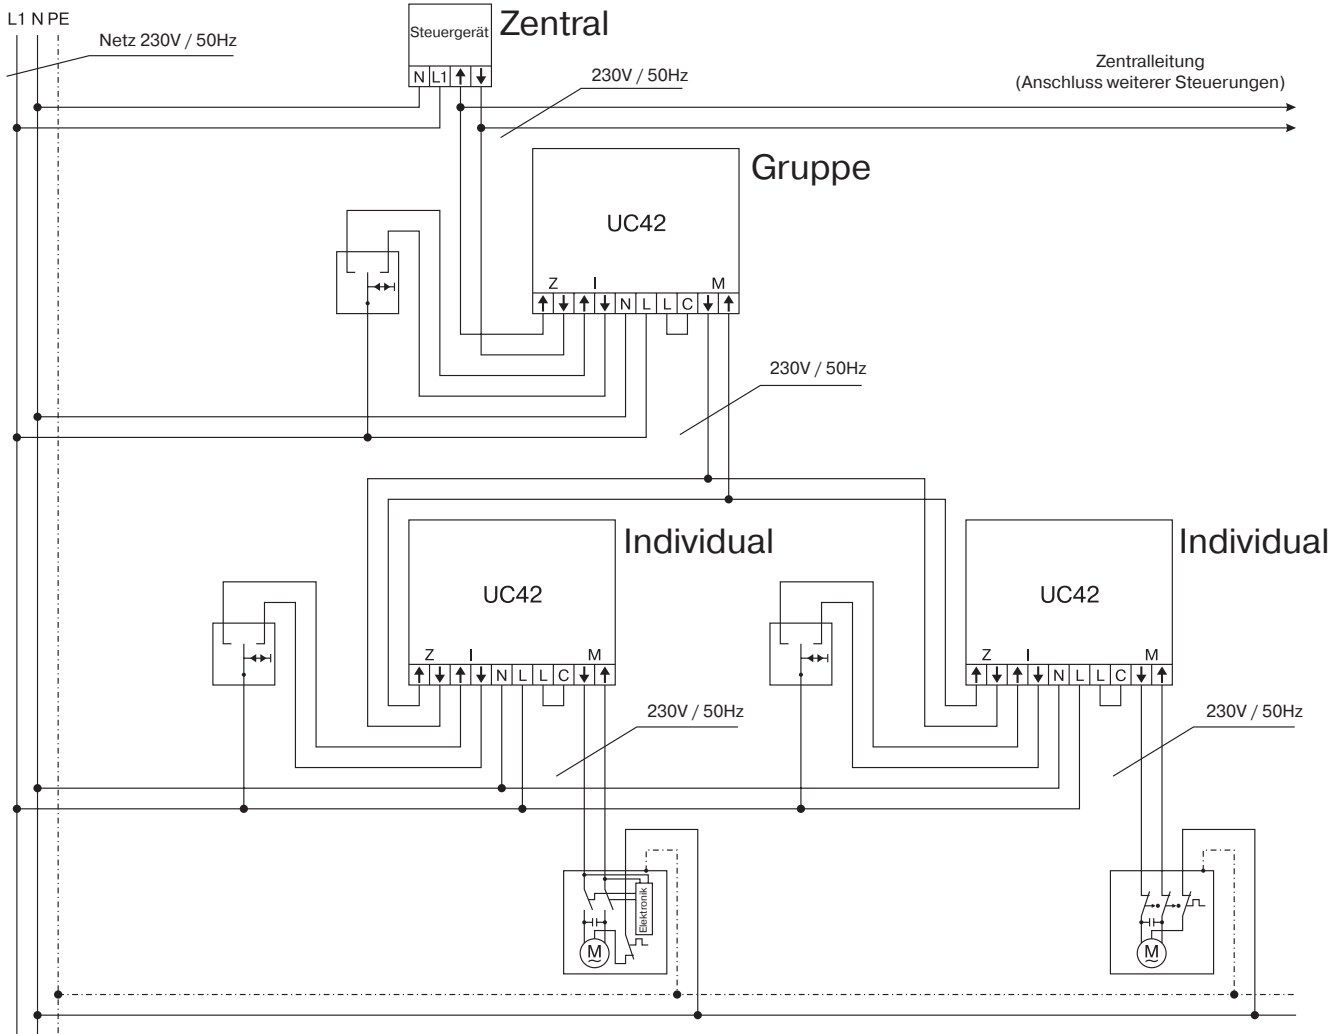 L1 N PE
Netz 230V / 50Hz
Steuergerät
Zentral
N L1
230V / 50Hz
Zentralleitung
(Anschluss weiterer Steuerungen)
Gruppe
UC42
Z I M
N L L C
230V / 50Hz
Individual
UC42
Z I M
N L L C
230V / 50Hz
Individual
UC42
Z I M
N L L C
230V / 50Hz
Elektronik
M
M